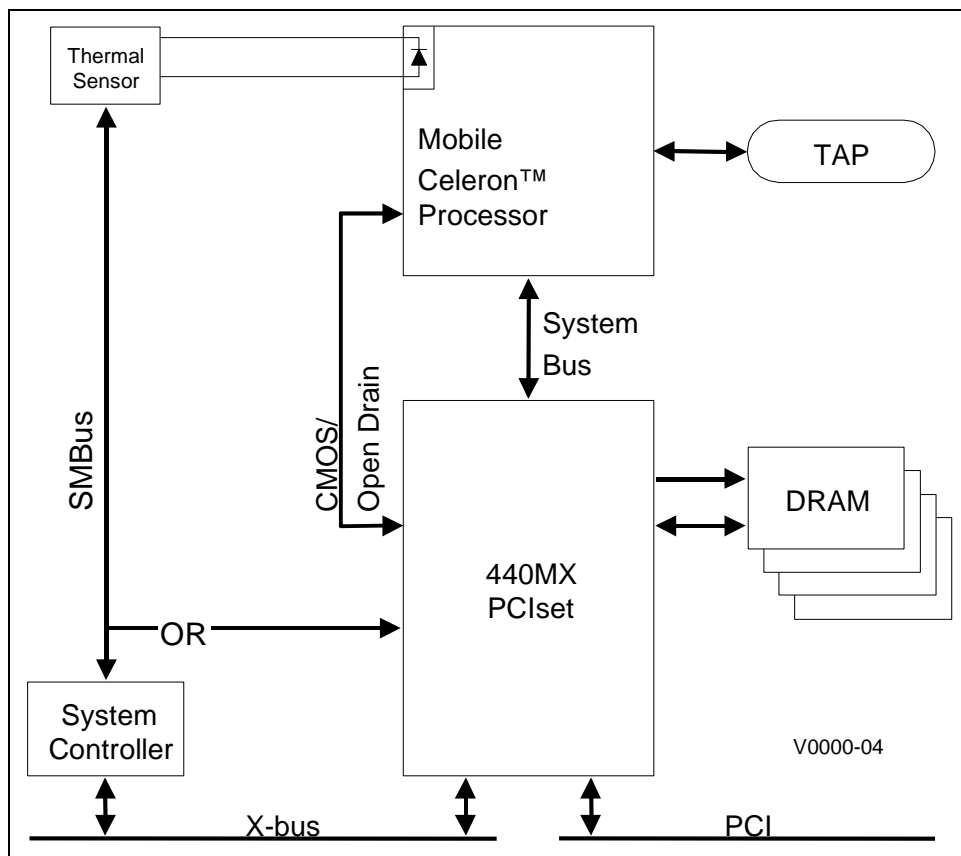 Thermal
Sensor
Mobile
Celeron™
Processor
TAP
System
Bus
CMOS/
Open Drain
SMBus
DRAM
440MX
PCIset
OR
System
Controller
V0000-04
X-bus
PCI